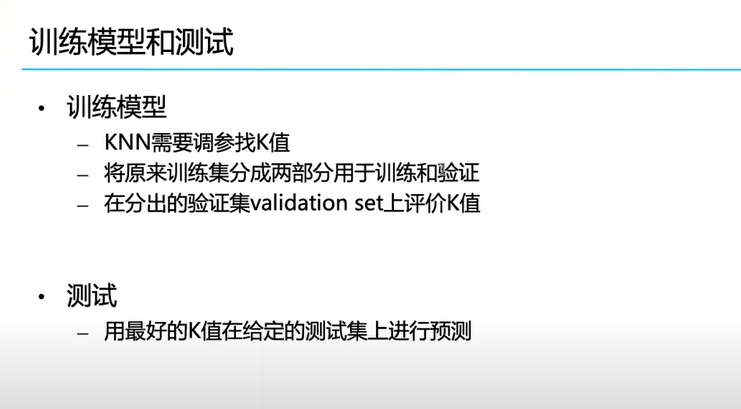 训练模型和测试
• 训练模型
– KNN需要调参找K值
– 将原来训练集分成两部分用于训练和验证
– 在分出的验证集validation set上评价K值
• 测试
– 用最好的K值在给定的测试集上进行预测